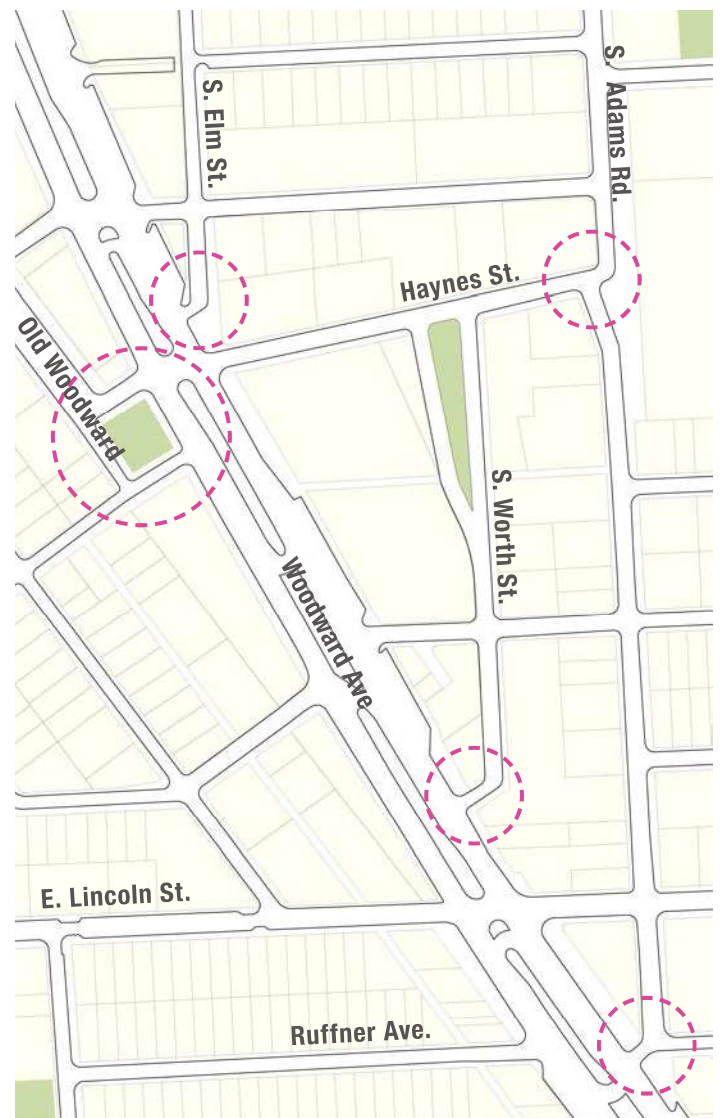 S. Elm St.
S. Adams Rd.
Haynes St.
Old Woodward
S. Worth St.
Woodward Ave
E. Lincoln St.
Ruffner Ave.